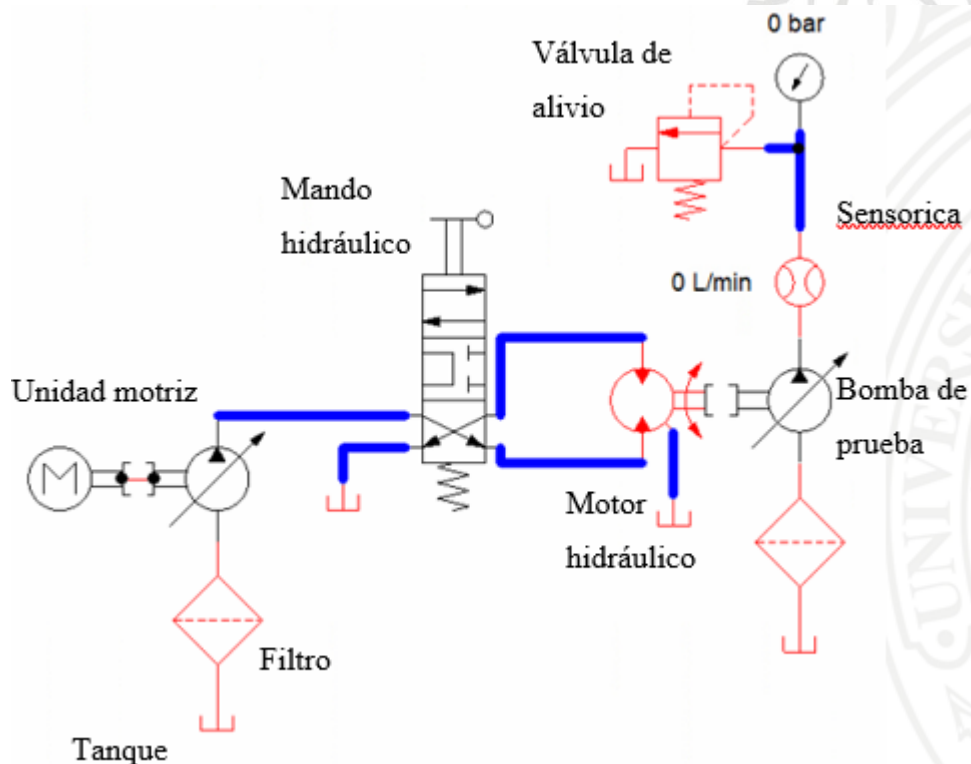 0 bar
Válvula de
alivio
Mando
hidráulico
Sensorica
0 L/min
Unidad motriz
M
Bomba de
prueba
Motor
hidráulico
Filtro
Tanque
UNIVERS